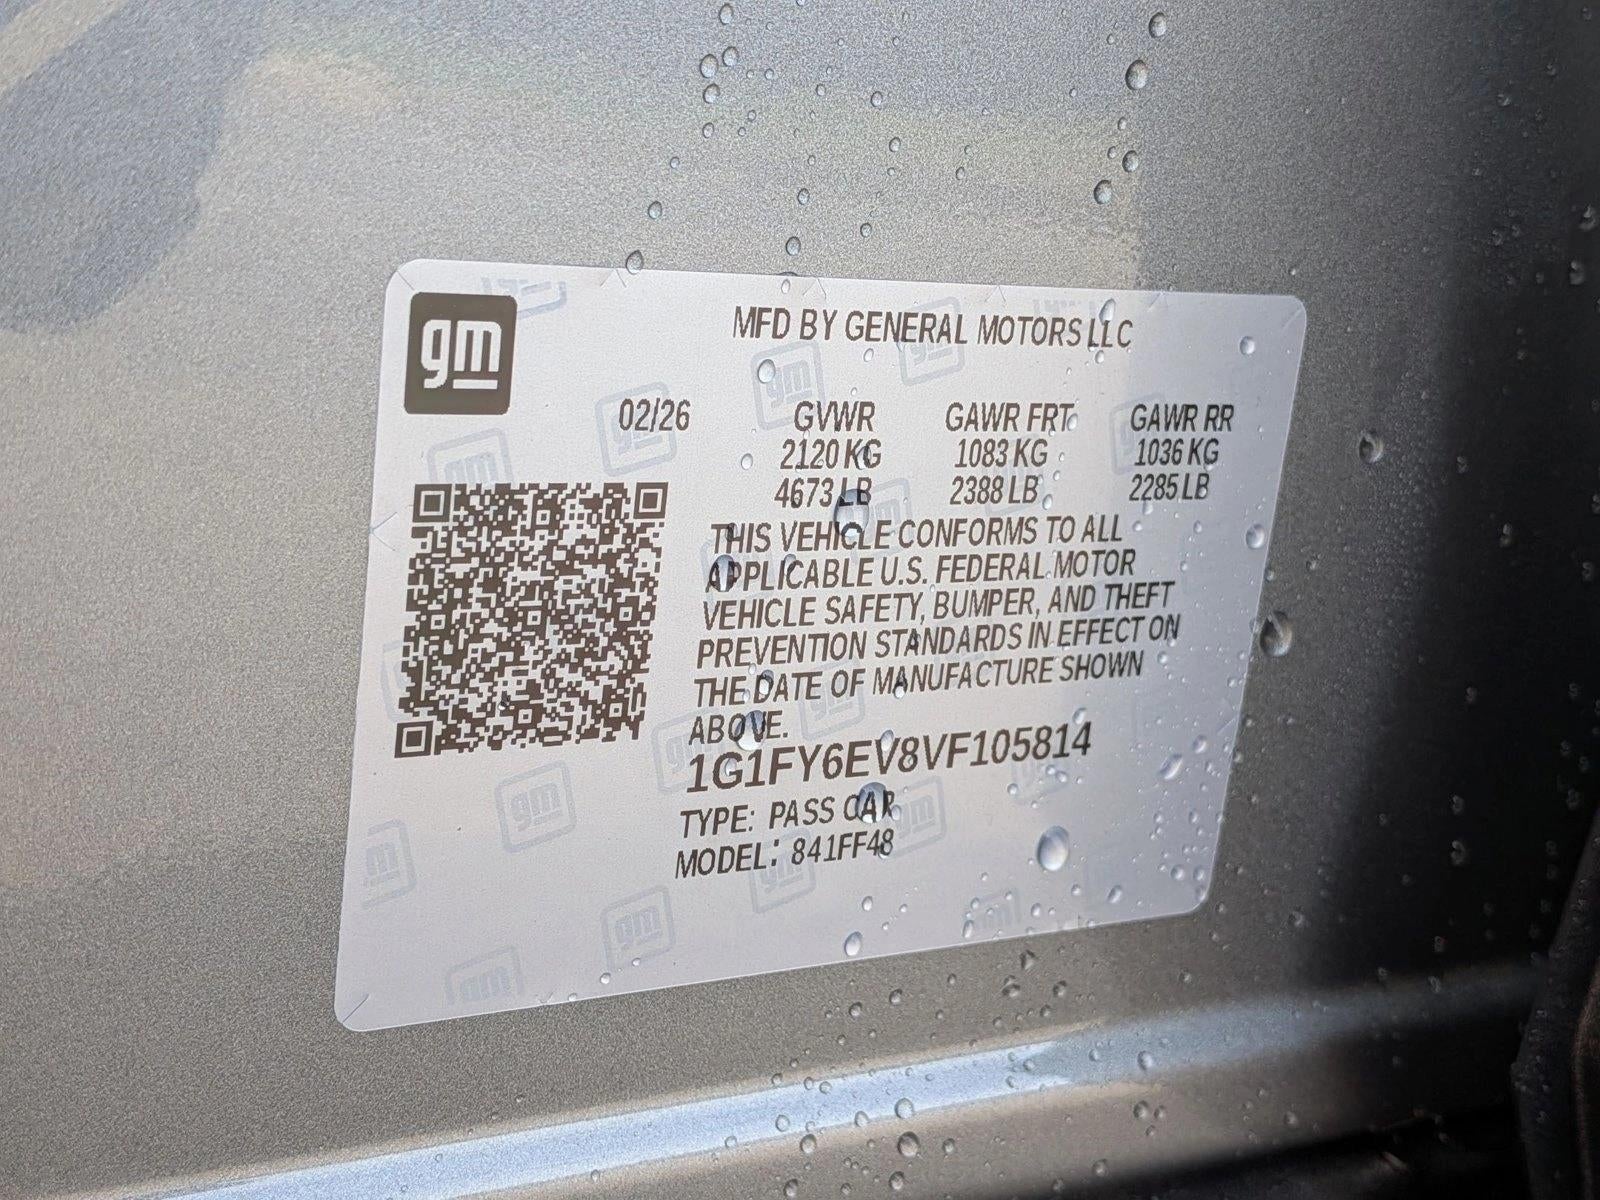 gm
MFD BY GENERAL MOTORS LLC
02/26 GVWR GAWR FRT GAWR RR
2120 KG 1083 KG 1036 KG
4673 LB 2388 LB 2285 LB
THIS VEHICLE CONFORMS TO ALL
APPLICABLE U.S. FEDERAL MOTOR
VEHICLE SAFETY, BUMPER, AND THEFT
PREVENTION STANDARDS IN EFFECT ON
THE DATE OF MANUFACTURE SHOWN
ABOVE.
1G1FY6EV8VF105814
TYPE: PASS CAR
MODEL: 841FF48